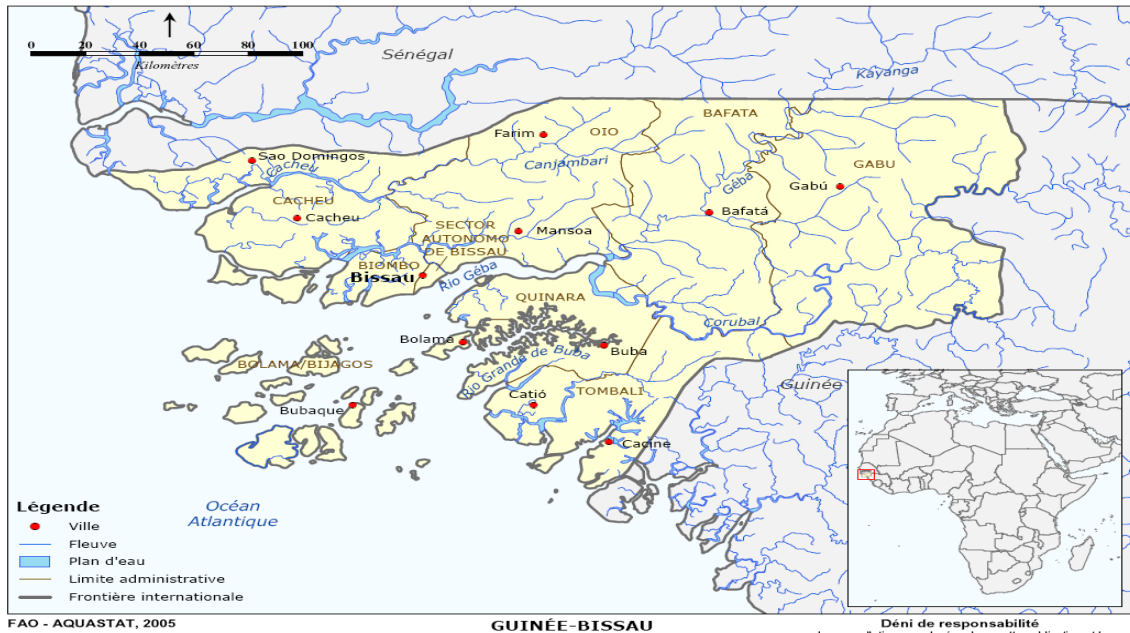 0 20 40 60 80 100
Kilomètres
Sénégal
Kayanga
BAFATA
Farim
OIO
Canjambari
Sao Domingos
Cacheu
GABU
Gabú
Géba
CACHEU
Cacheu
Bafatá
SECTOR
AUTONOMO
DE BISSAU
Mansoa
BIOMBO
Bissau
Rio Géba
QUINARA
Corubal
Bolama
Buba
Rio Grande de Buba
BOLAMA/BIJAGOS
TOMBALI
Guinée
Catió
Bubaque
Cacine
Océan
Atlantique
Légende
Ville
Fleuve
Plan d'eau
Limite administrative
Frontière internationale
FAO - AQUASTAT, 2005
GUINÉE-BISSAU
Déni de responsabilité